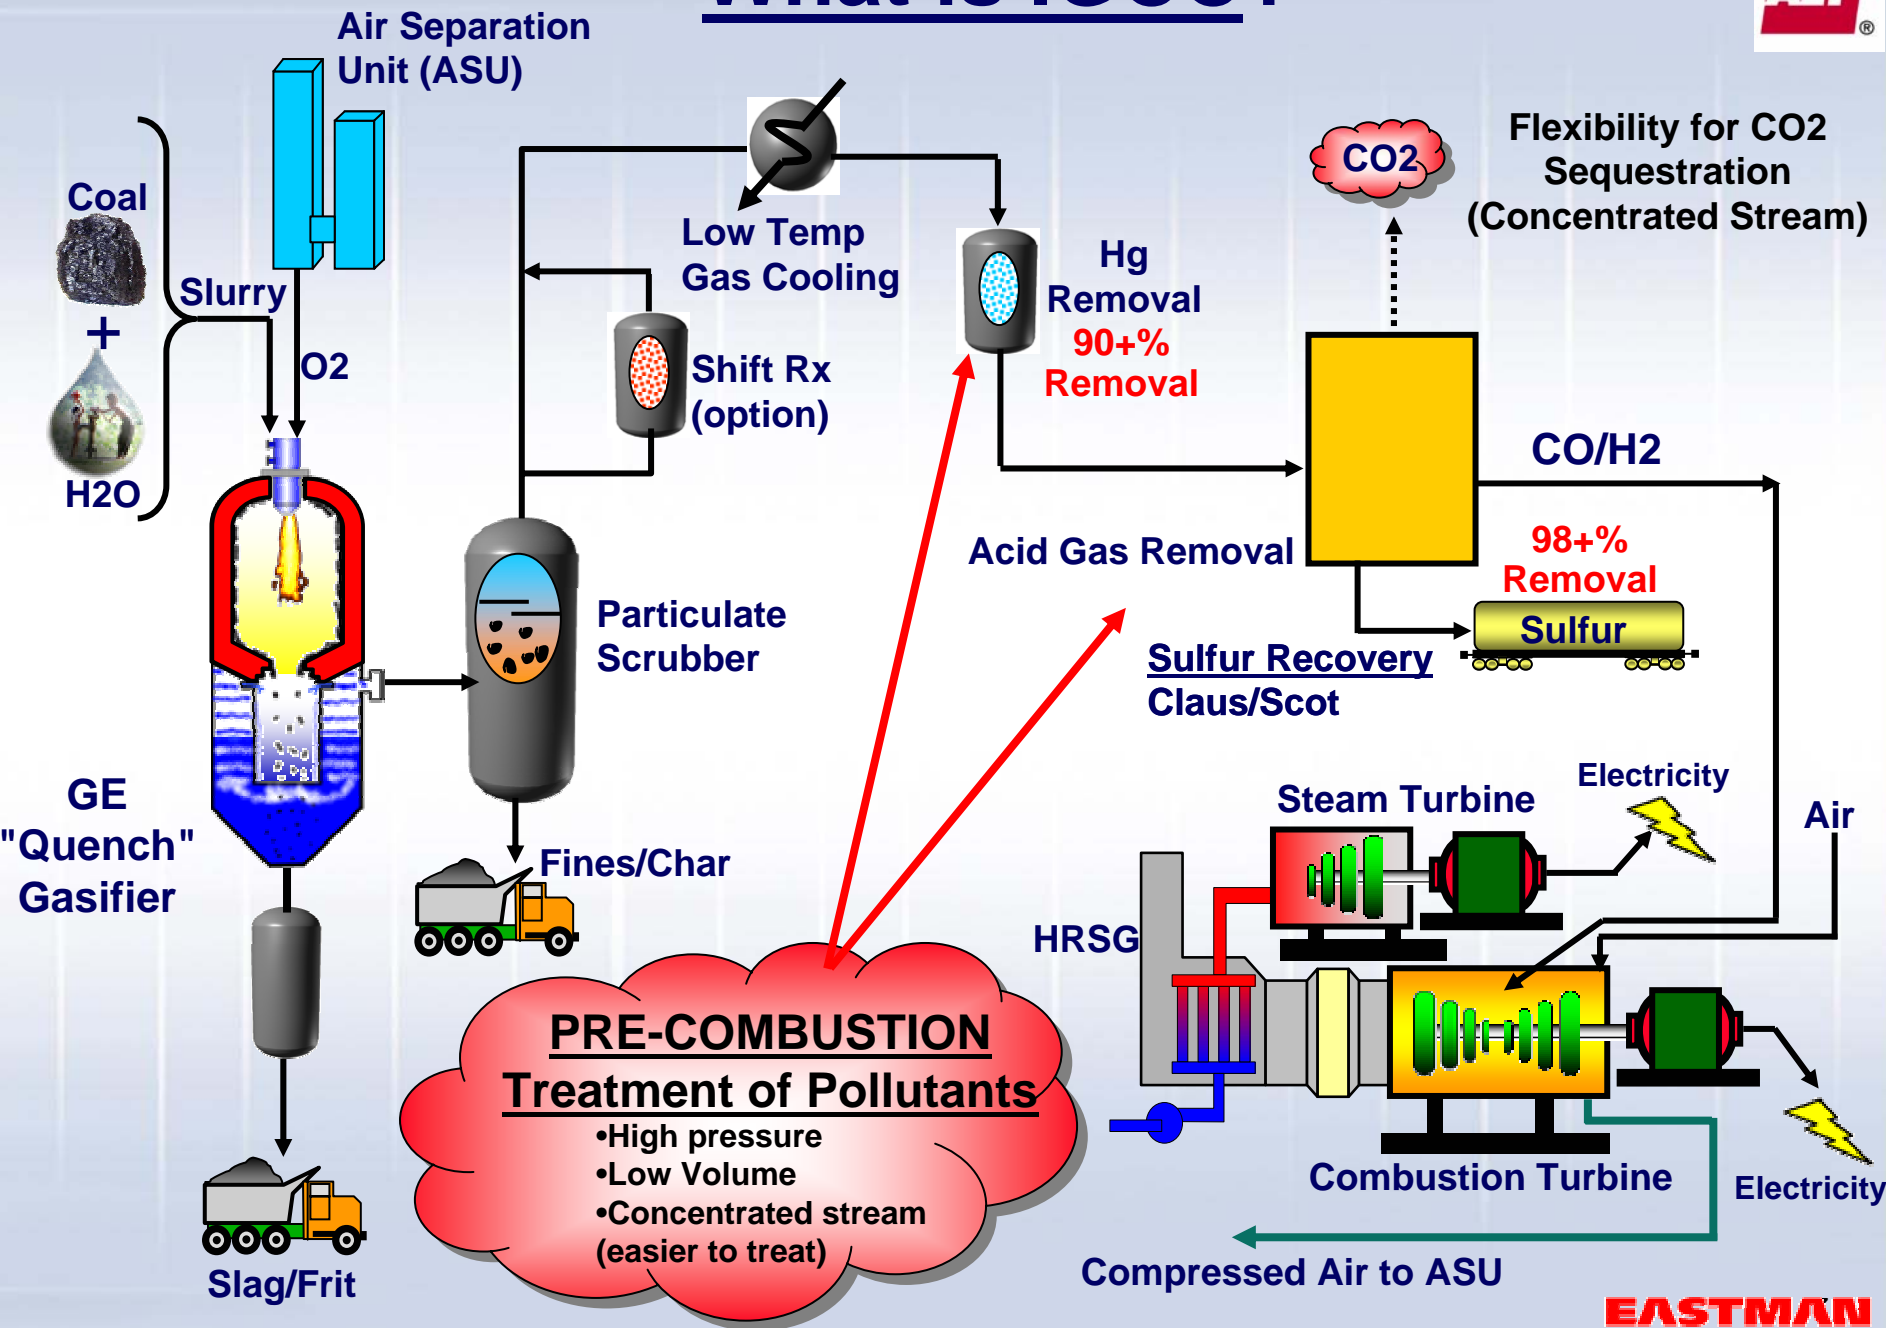 What is IGCC?
Air Separation
Unit (ASU)
®
Coal
+
H2O
Slurry
O2
Low Temp
Gas Cooling
Shift Rx
(option)
Hg
Removal
90+%
Removal
CO2
Flexibility for CO2
Sequestration
(Concentrated Stream)
CO/H2
Acid Gas Removal
98+%
Removal
Sulfur
Sulfur Recovery
Claus/Scot
Particulate
Scrubber
GE
"Quench"
Gasifier
Fines/Char
Slag/Frit
PRE-COMBUSTION
Treatment of Pollutants
•High pressure
•Low Volume
•Concentrated stream
(easier to treat)
Steam Turbine
Electricity
Air
HRSG
Combustion Turbine
Electricity
Compressed Air to ASU
EASTMAN